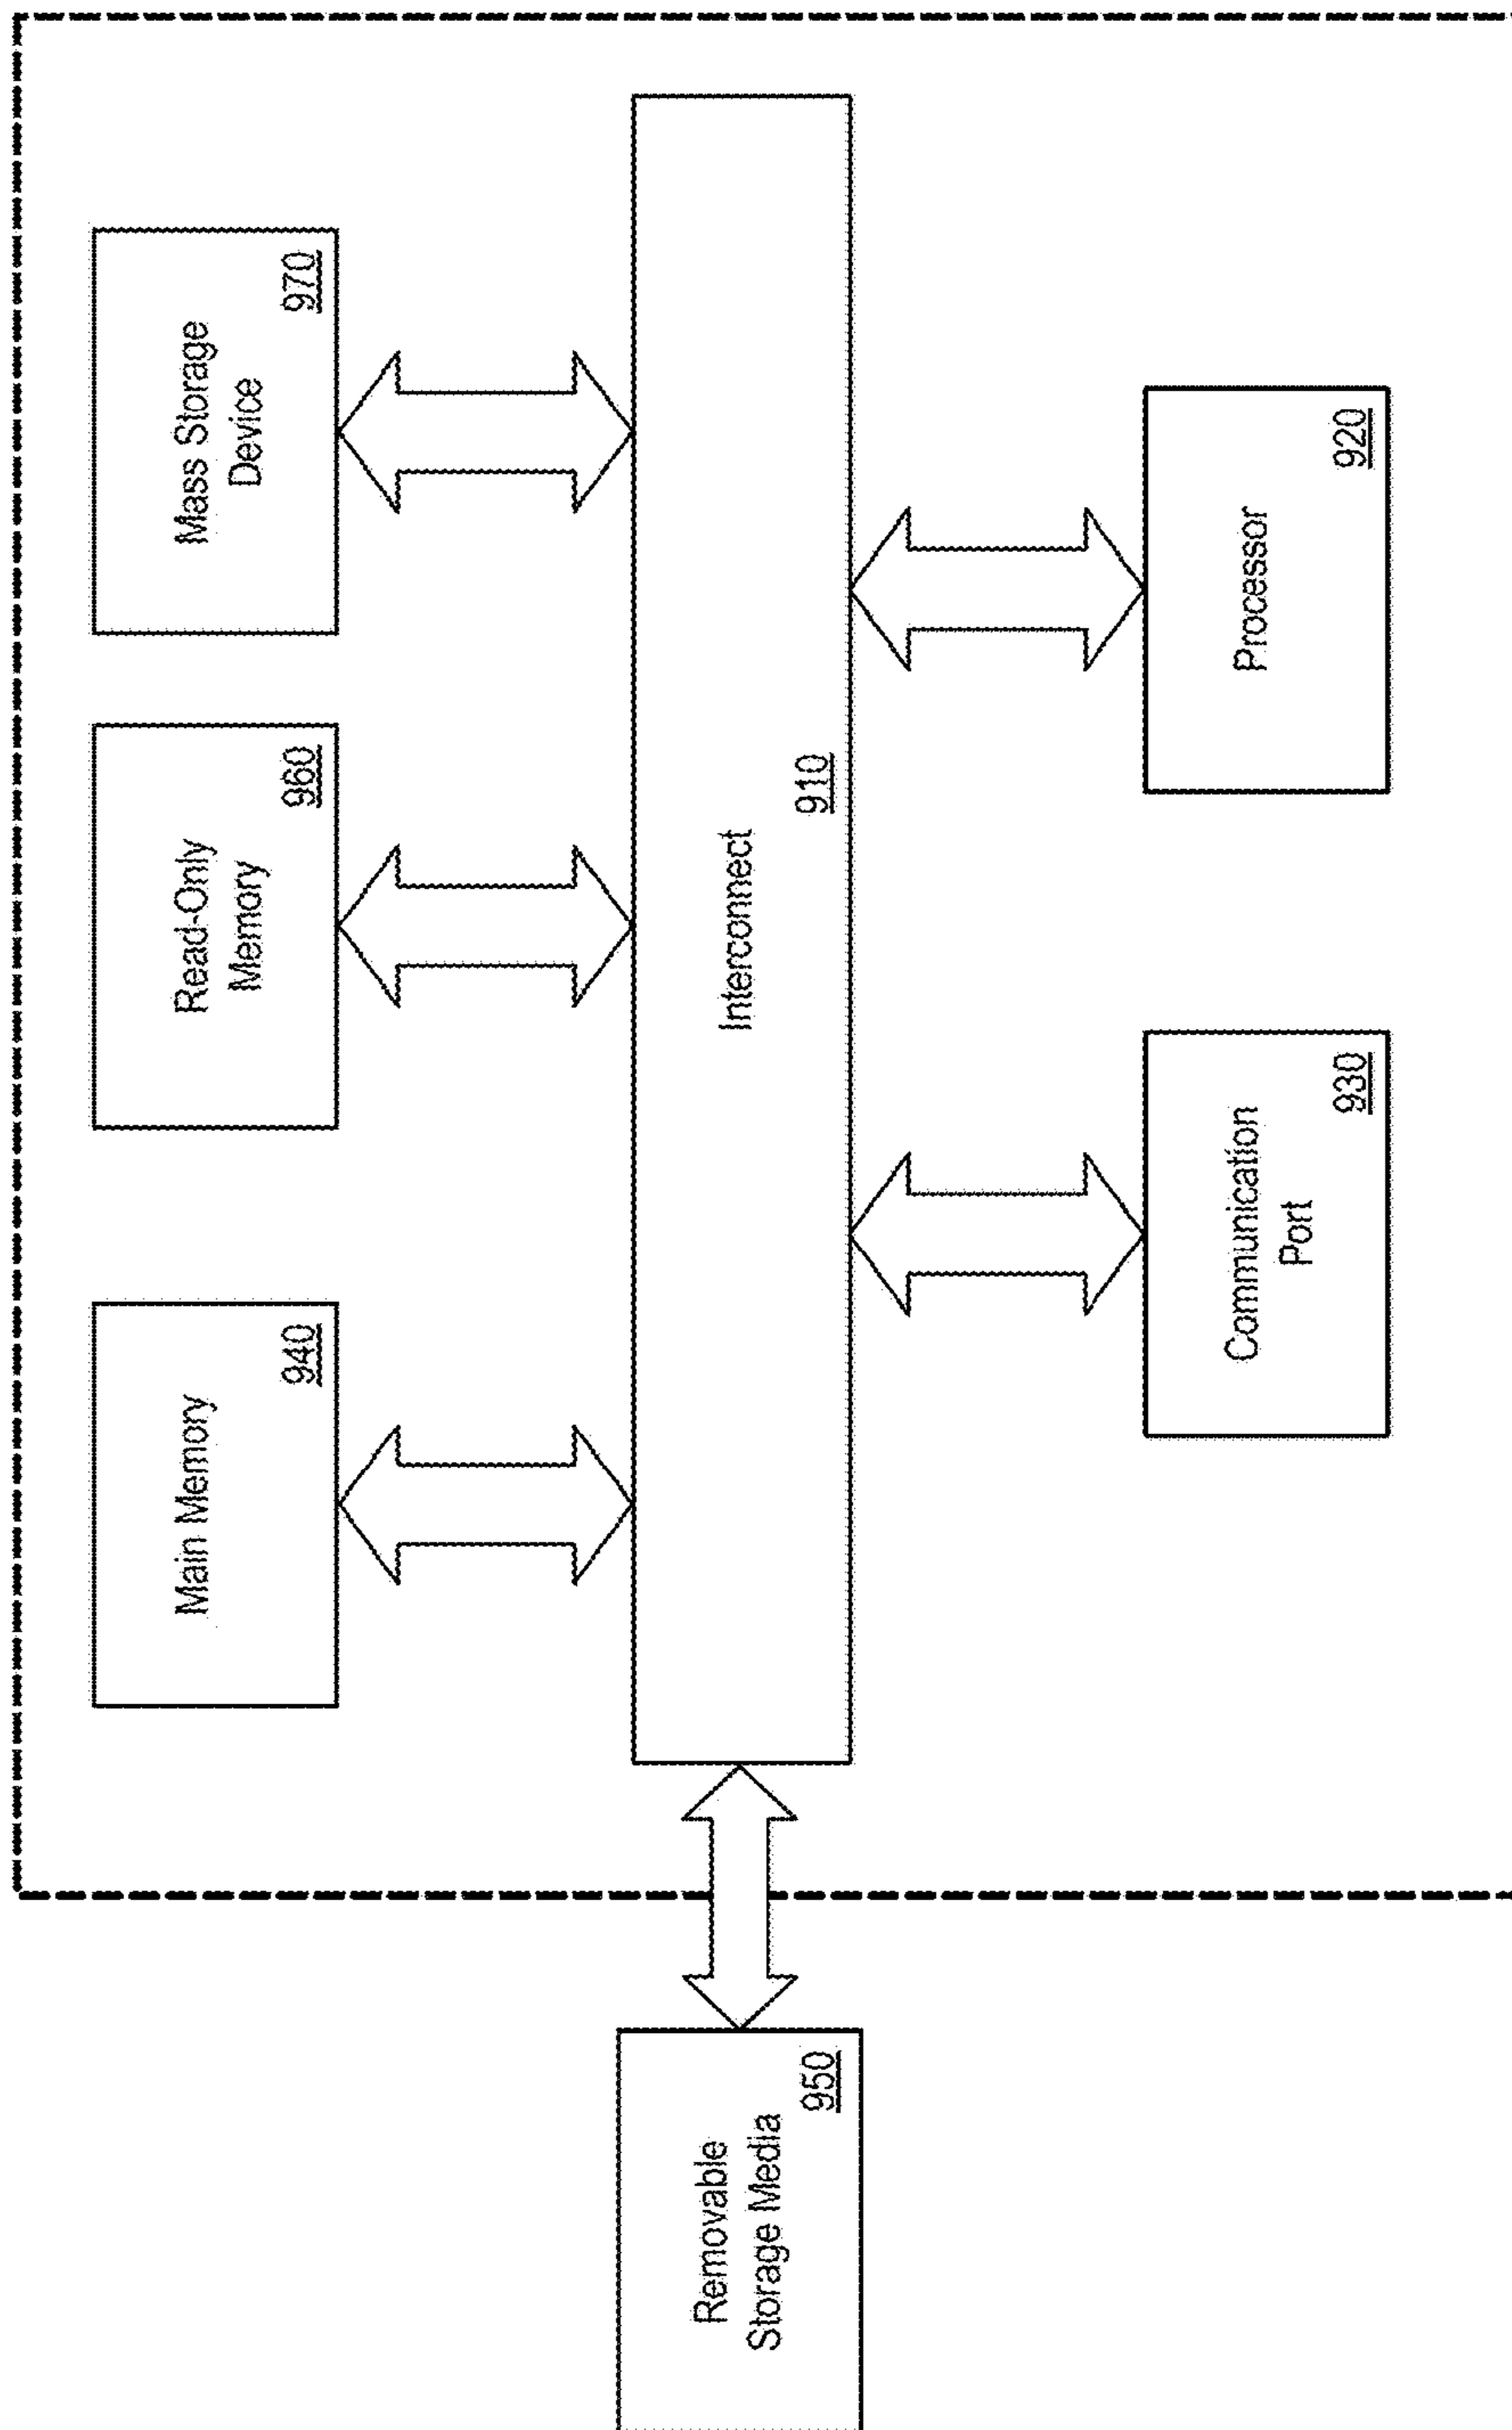 Removable
Storage Media
950
Main Memory
940
Read-Only
Memory
960
Mass Storage
Device
970
Interconnect
910
Communication
Port
930
Processor
920